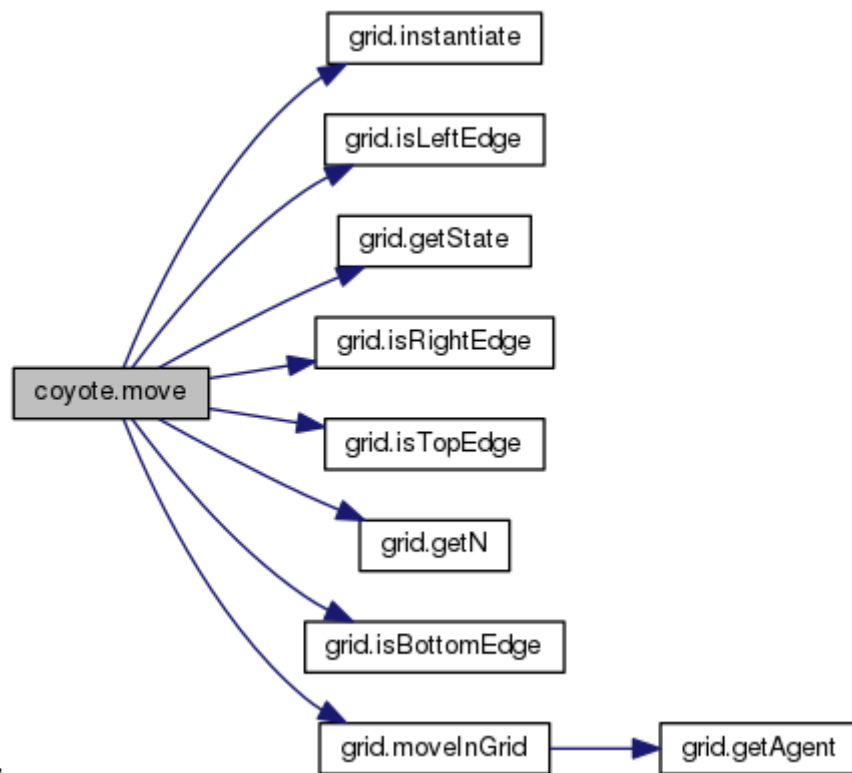 grid.instantiate
grid.isLeftEdge
grid.getState
grid.isRightEdge
coyote.move
grid.isTopEdge
grid.getN
grid.isBottomEdge
grid.moveInGrid
grid.getAgent